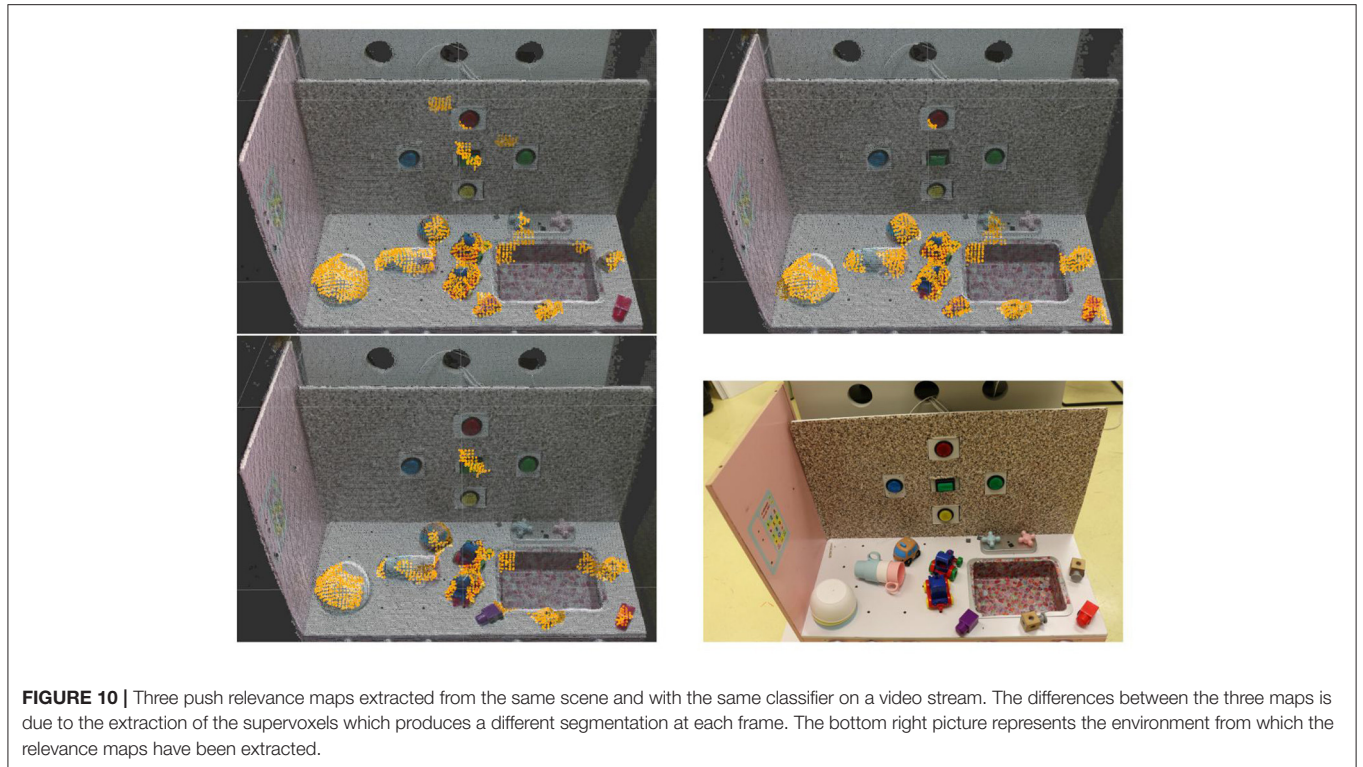 FIGURE 10 | Three push relevance maps extracted from the same scene and with the same classifier on a video stream. The differences between the three maps is
due to the extraction of the supervoxels which produces a different segmentation at each frame. The bottom right picture represents the environment from which the
relevance maps have been extracted.